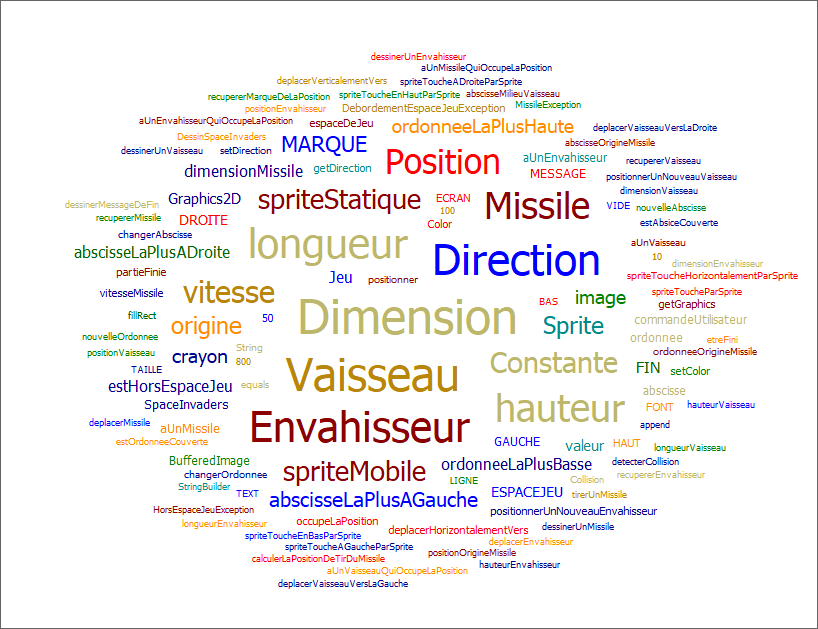 dessinerUnEnvahisseur
aUnMissileQuiOccupeLaPosition
deplacerVerticalementVers spriteToucheADroiteParSprite
recupererMarqueDeLaPosition spriteToucheEnHautParSprite abscisseMilieuVaisseau
positionEnvahisseur DebordementEspaceJeuException MissileException
aUnEnvahisseurQuiOccupeLaPosition espaceDeJeu ordonneeLaPlusHaute deplacerVaisseauVersLaDroite
DessinSpaceInvaders MARQUE abscisseOrigineMissile
dessinerUnVaisseau setDirection Position aUnEnvahisseur recupererVaisseau
dimensionMissile getDirection MESSAGE positionnerUnNouveauVaisseau
dessinerMessageDeFin Graphics2D spriteStatique ECRAN Missile dimensionVaisseau
recupererMissile DROITE 100 VIDE nouvelleAbscisse
changerAbscisse Color estAbsiceCouverte
abscisseLaPlusADroite longueur Direction aUnVaisseau
10
partieFinie Jeu positionner dimensionEnvahisseur
spriteToucheHorizontalementParSprite
vitesseMissile vitesse BAS image spriteToucheParSprite
getGraphics
fillRect origine 50 Dimension Sprite commandeUtilisateur
nouvelleOrdonnee ordonnee etreFini
positionVaisseau crayon String ordonneeOrigineMissile
800 Constante FIN setColor
TAILLE Vaisseau
estHorsEspaceJeu equals abscisse
SpaceInvaders hauteur FONT hauteurVaisseau
deplacerMissile aUnMissile Envahisseur append
estOrdonneeCouverte GAUCHE valeur HAUT longueurVaisseau
BufferedImage ordonneeLaPlusBasse detecterCollision
changerOrdonnee spriteMobile LIGNE Collision recupererEnvahisseur
StringBuilder TEXT abscisseLaPlusAGauche ESPACEJEU tirerUnMissile
HorsEspaceJeuException positionnerUnNouveauEnvahisseur
longueurEnvahisseur occupeLaPosition deplacerHorizontalementVers dessinerUnMissile
spriteToucheEnBasParSprite deplacerEnvahisseur
spriteToucheAGaucheParSprite positionOrigineMissile
calculerLaPositionDeTirDuMissile hauteurEnvahisseur
aUnVaisseauQuiOccupeLaPosition
deplacerVaisseauVersLaGauche